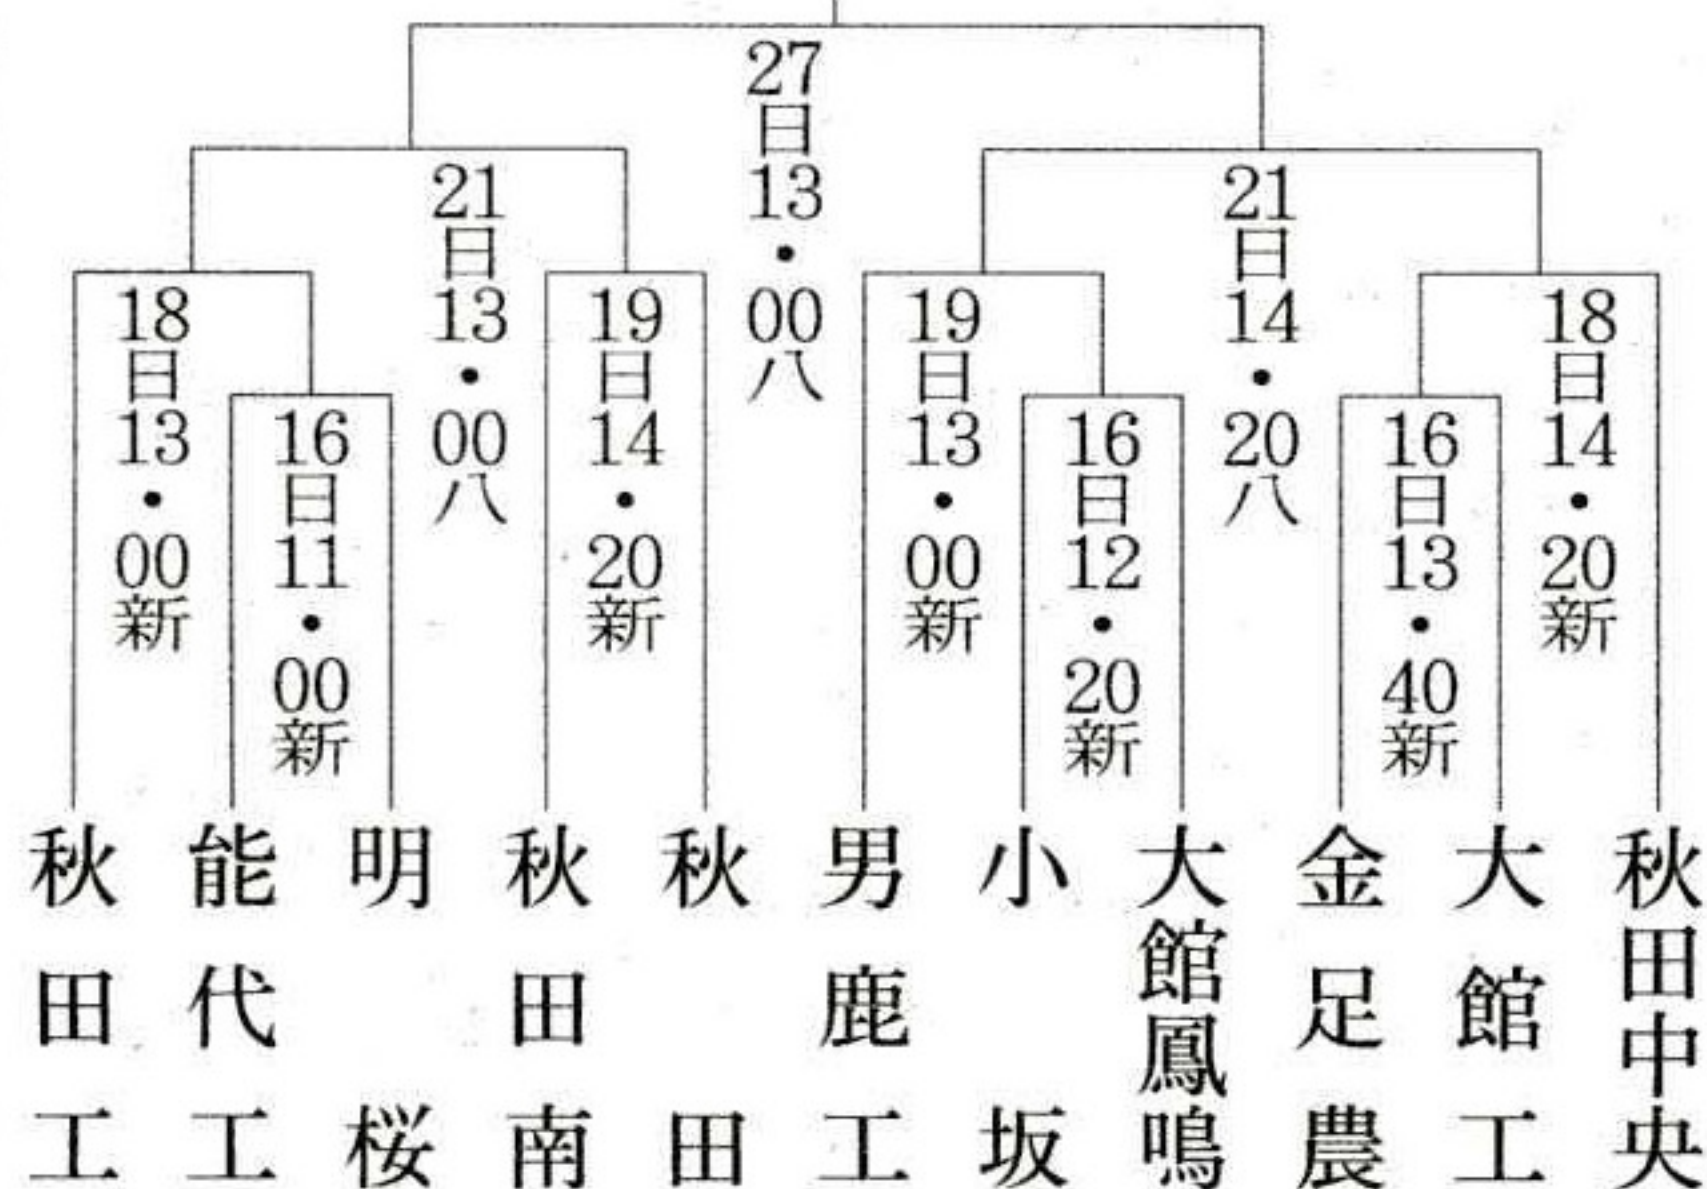 27日13・00八
21日13・00八
21日14・20八
18日13・00新
19日14・20新
19日13・00新
18日14・20新
16日11・00新
16日12・20新
16日13・40新
秋田工
能代工
明桜
秋田南
秋田
男鹿工
小坂
大館鳳鳴
金足農
大館工
秋田中央